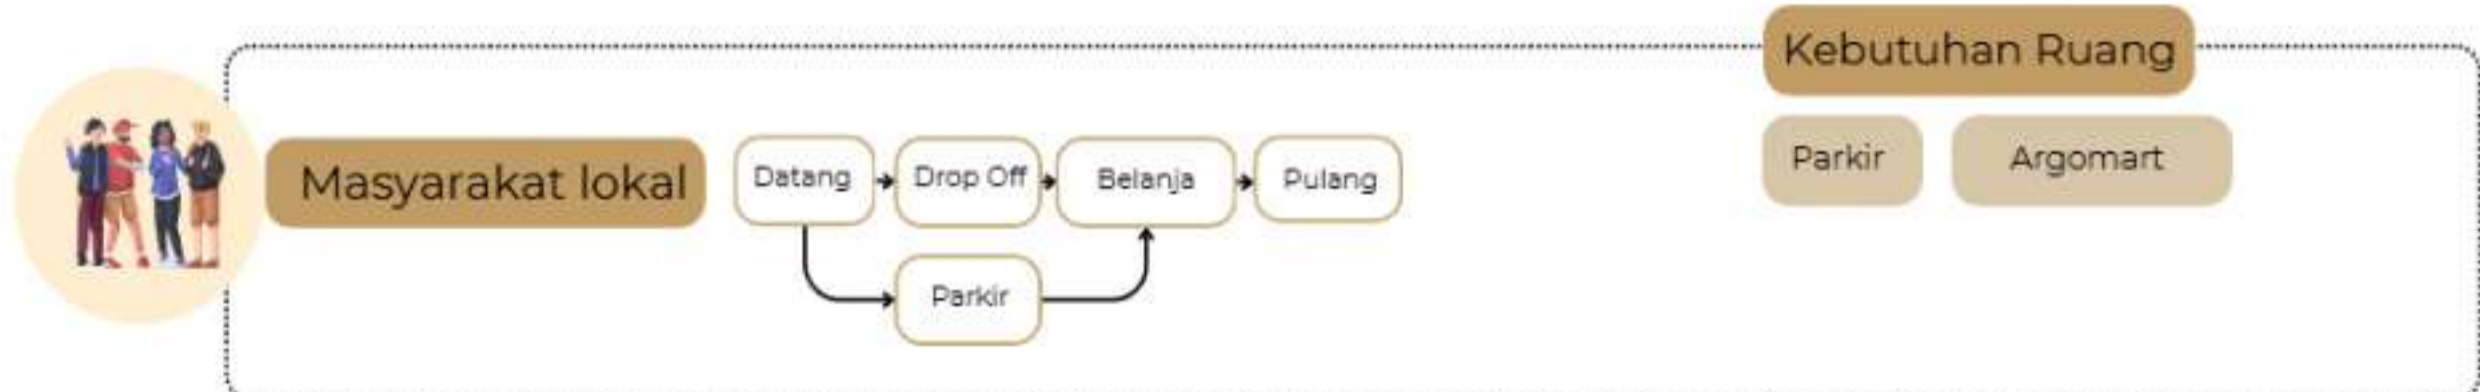 Kebutuhan Ruang
Masyarakat lokal
Datang
Drop Off
Belanja
Pulang
Parkir
Parkir
Argomart